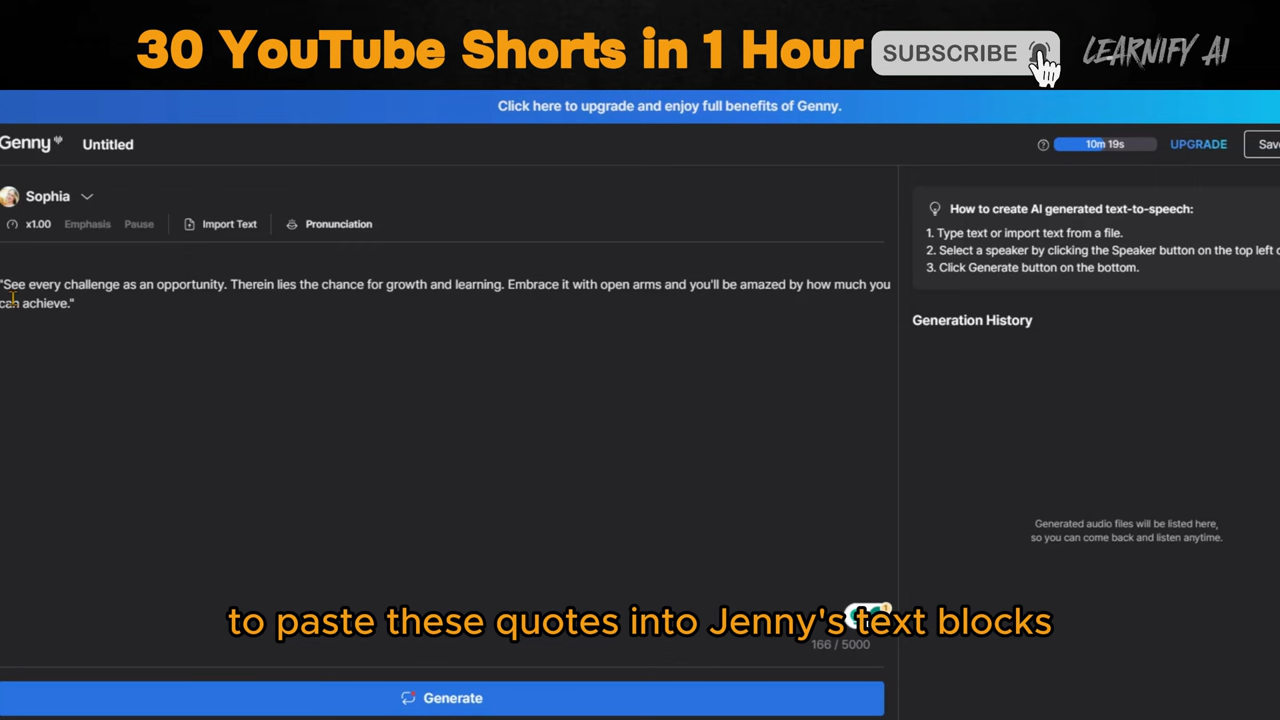 30 YouTube Shorts in 1 Hour SUBSCRIBE LEARNIFY AI
Click here to upgrade and enjoy full benefits of Genny.
Genny Untitled 10m 19s UPGRADE Save
Sophia
x1.00 Emphasis Pause Import Text Pronunciation
How to create AI generated text-to-speech:
1. Type text or import text from a file.
2. Select a speaker by clicking the Speaker button on the top left
3. Click Generate button on the bottom.
"See every challenge as an opportunity. Therein lies the chance for growth and learning. Embrace it with open arms and you'll be amazed by how much you
can achieve."
Generation History
Generated audio files will be listed here,
so you can come back and listen anytime.
to paste these quotes into Jenny's text blocks
166 / 5000
Generate